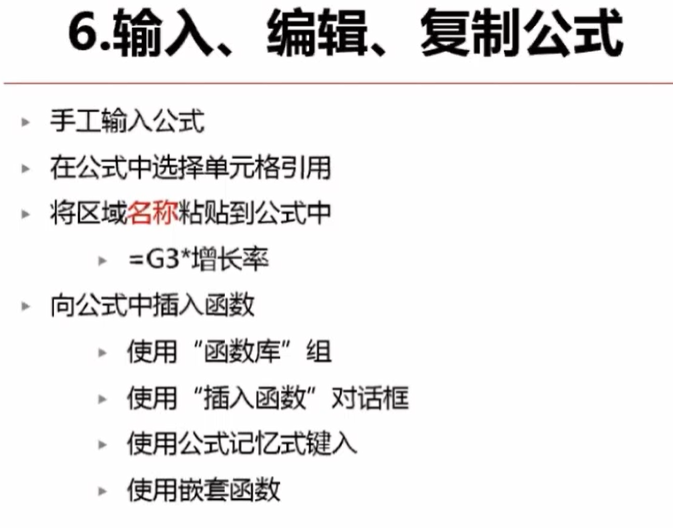 6.输入、编辑、复制公式
手工输入公式
在公式中选择单元格引用
将区域名称粘贴到公式中
=G3*增长率
向公式中插入函数
使用“函数库”组
使用“插入函数”对话框
使用公式记忆式键入
使用嵌套函数